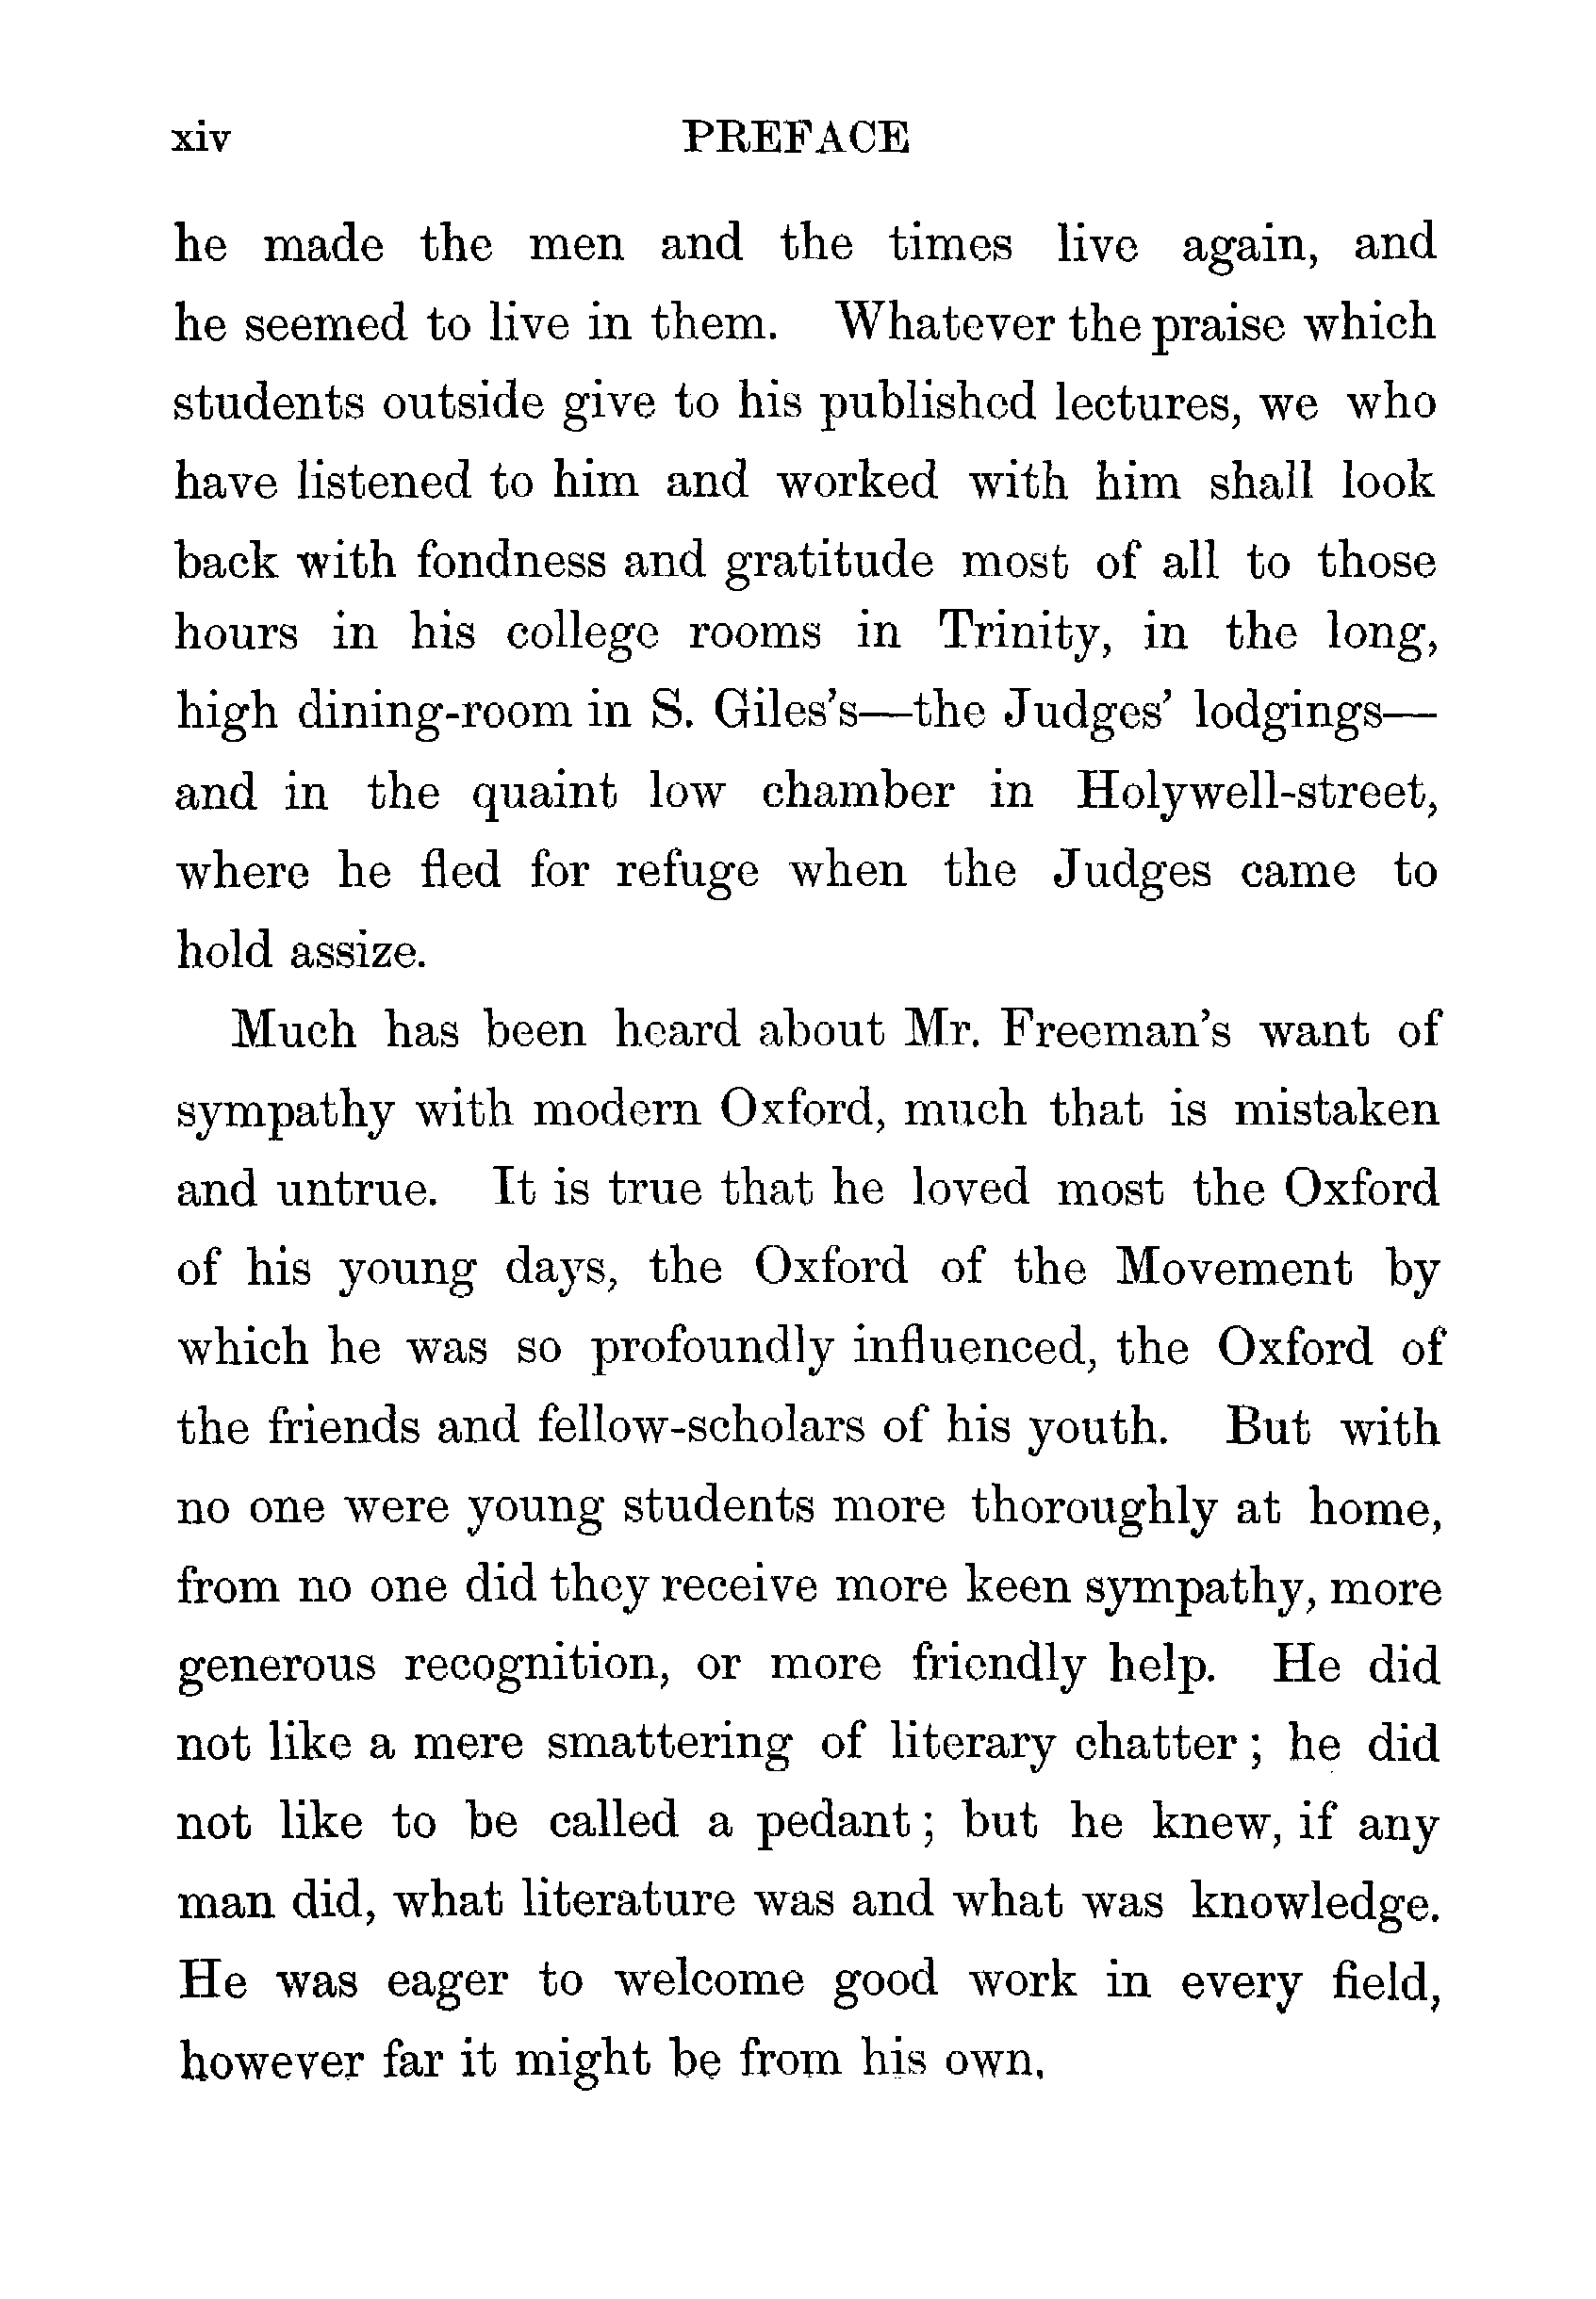 xiv PREFACE
he made the men and the times live again, and
he seemed to live in them. Whatever the praise which
students outside give to his published lectures, we who
have listened to him and worked with him shall look
back with fondness and gratitude most of all to those
hours in his college rooms in Trinity, in the long,
high dining-room in S. Giles's—the Judges' lodgings—
and in the quaint low chamber in Holywell-street,
where he fled for refuge when the Judges came to
hold assize.
Much has been heard about Mr. Freeman's want of
sympathy with modern Oxford, much that is mistaken
and untrue. It is true that he loved most the Oxford
of his young days, the Oxford of the Movement by
which he was so profoundly influenced, the Oxford of
the friends and fellow-scholars of his youth. But with
no one were young students more thoroughly at home,
from no one did they receive more keen sympathy, more
generous recognition, or more friendly help. He did
not like a mere smattering of literary chatter; he did
not like to be called a pedant; but he knew, if any
man did, what literature was and what was knowledge.
He was eager to welcome good work in every field,
however far it might be from his own.